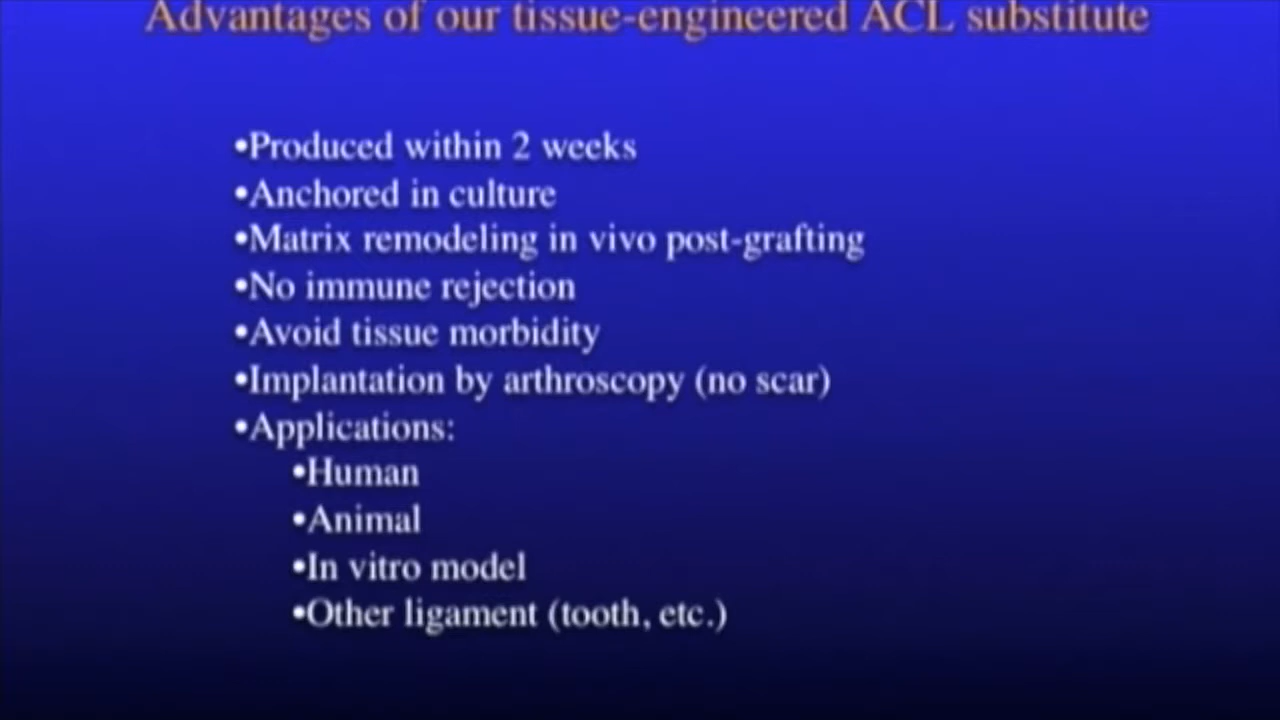 Advantages of our tissue-engineered ACL substitute
•Produced within 2 weeks
•Anchored in culture
•Matrix remodeling in vivo post-grafting
•No immune rejection
•Avoid tissue morbidity
•Implantation by arthroscopy (no scar)
•Applications:
•Human
•Animal
•In vitro model
•Other ligament (tooth, etc.)